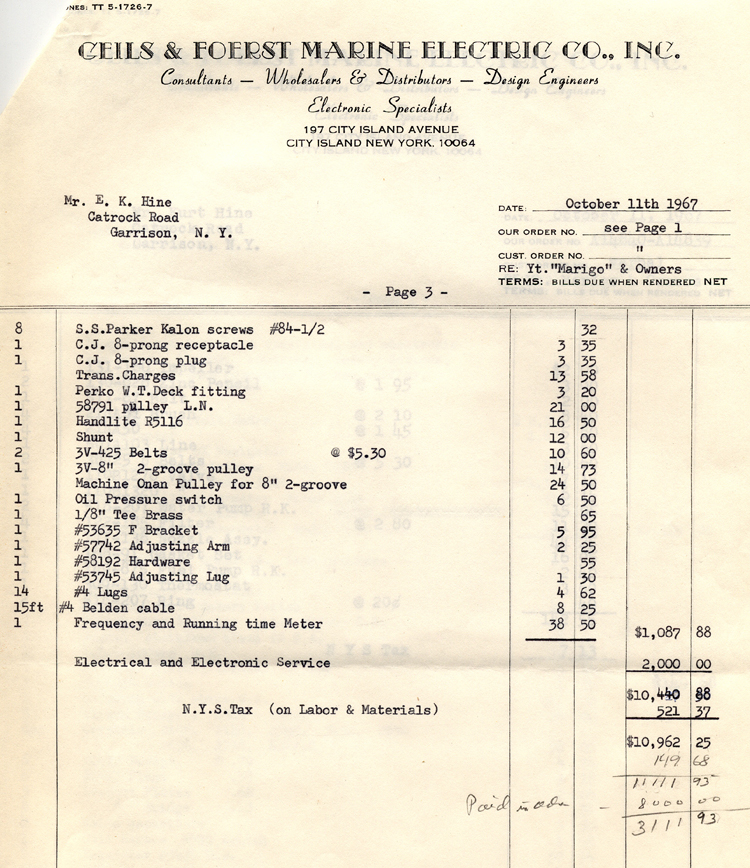 NES: TT 5-1726-7
GEILS & FOERST MARINE ELECTRIC CO., INC.
Consultants — Wholesalers & Distributors — Design Engineers
Electronic Specialists
197 CITY ISLAND AVENUE
CITY ISLAND NEW YORK, 10064
Mr. E. K. Hine
Catrock Road
Garrison, N. Y.
DATE: October 11th 1967
OUR ORDER NO. see Page 1
CUST. ORDER NO. "
RE: Yt."Marigo" & Owners
TERMS: BILLS DUE WHEN RENDERED NET
- Page 3 -
8 S.S.Parker Kalon screws #84-1/2 32
1 C.J. 8-prong receptacle 3 35
1 C.J. 8-prong plug 3 35
Trans.Charges 13 58
1 Perko W.T.Deck fitting 3 20
1 58791 pulley L.N. 21 00
1 Handlite R5116 16 50
1 Shunt 12 00
2 3V-425 Belts @ $5.30 10 60
1 3V-8" 2-groove pulley 14 73
Machine Onan Pulley for 8" 2-groove 24 50
1 Oil Pressure switch 6 50
1 1/8" Tee Brass 65
1 #53635 F Bracket 5 95
1 #57742 Adjusting Arm 2 25
1 #58192 Hardware 55
1 #53745 Adjusting Lug 1 30
14 #4 Lugs 4 62
15ft #4 Belden cable 8 25
1 Frequency and Running time Meter 38 50
$1,087 88
Electrical and Electronic Service 2,000 00
$10,440 88
N.Y.S.Tax (on Labor & Materials) 521 37
$10,962 25
149 68
11111 93
Paid in adv - 8000 00
3111 93